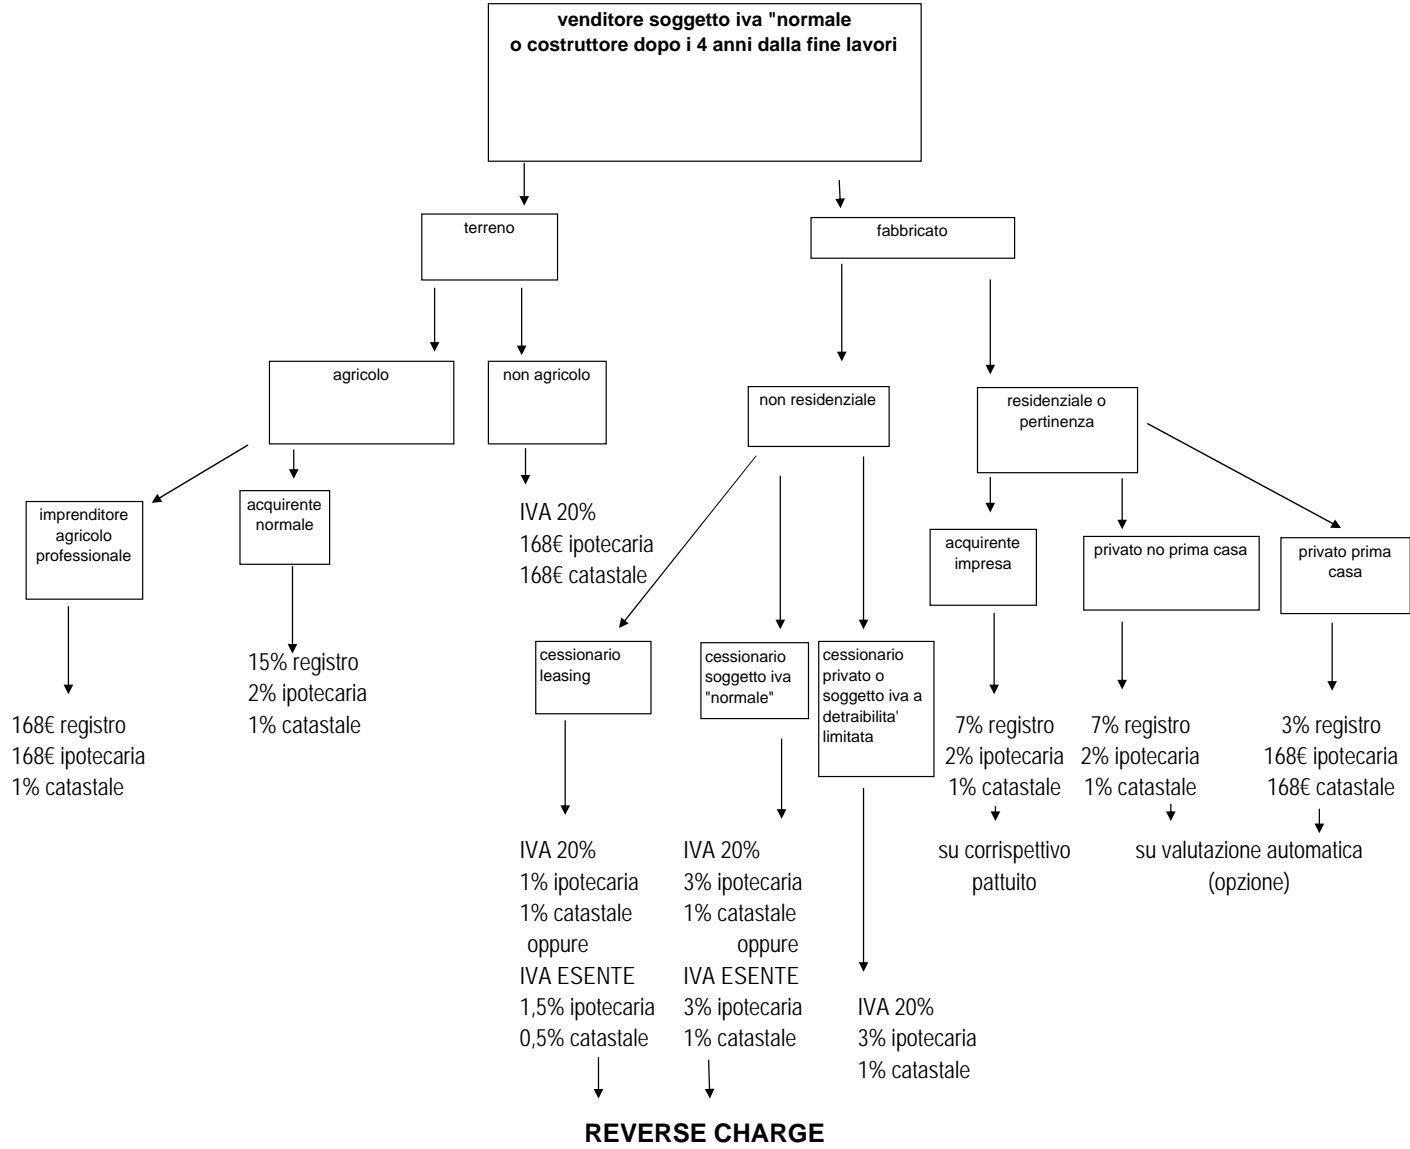 venditore soggetto iva "normale
o costruttore dopo i 4 anni dalla fine lavori
terreno
fabbricato
agricolo
non agricolo
non residenziale
residenziale o
pertinenza
imprenditore
agricolo
professionale
acquirente
normale
IVA 20%
168€ ipotecaria
168€ catastale
acquirente
impresa
privato no prima casa
privato prima
casa
cessionario
leasing
cessionario
soggetto iva
"normale"
cessionario
privato o
soggetto iva a
detraibilita'
limitata
168€ registro
168€ ipotecaria
1% catastale
15% registro
2% ipotecaria
1% catastale
7% registro
2% ipotecaria
1% catastale
7% registro
2% ipotecaria
1% catastale
3% registro
168€ ipotecaria
168€ catastale
su corrispettivo
pattuito
su valutazione automatica
(opzione)
IVA 20%
1% ipotecaria
1% catastale
oppure
IVA ESENTE
1,5% ipotecaria
0,5% catastale
IVA 20%
3% ipotecaria
1% catastale
oppure
IVA ESENTE
3% ipotecaria
1% catastale
IVA 20%
3% ipotecaria
1% catastale
REVERSE CHARGE